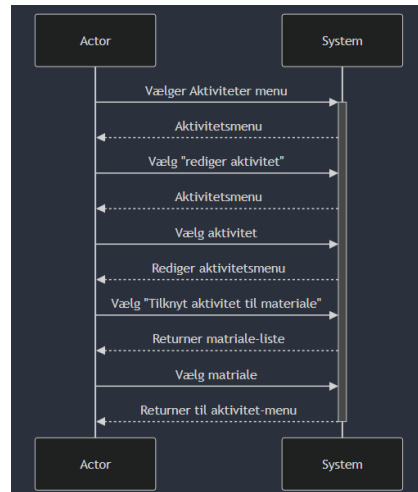 Actor
System
Vælger Aktiviteter menu
Aktivitetsmenu
Vælg "rediger aktivitet"
Aktivitetsmenu
Vælg aktivitet
Rediger aktivitetsmenu
Vælg "Tilknyt aktivitet til materiale"
Returner matriale-liste
Vælg matriale
Returner til aktivitet-menu
Actor
System